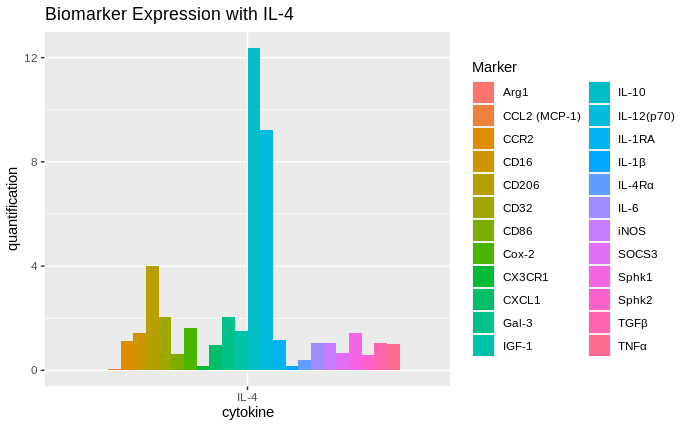 Biomarker Expression with IL-4
12
8
4
0
quantification
IL-4
cytokine
Marker
Arg1
CCL2 (MCP-1)
CCR2
CD16
CD206
CD32
CD86
Cox-2
CX3CR1
CXCL1
Gal-3
IGF-1
IL-10
IL-12(p70)
IL-1RA
IL-1β
IL-4Rα
IL-6
iNOS
SOCS3
Sphk1
Sphk2
TGFβ
TNFα